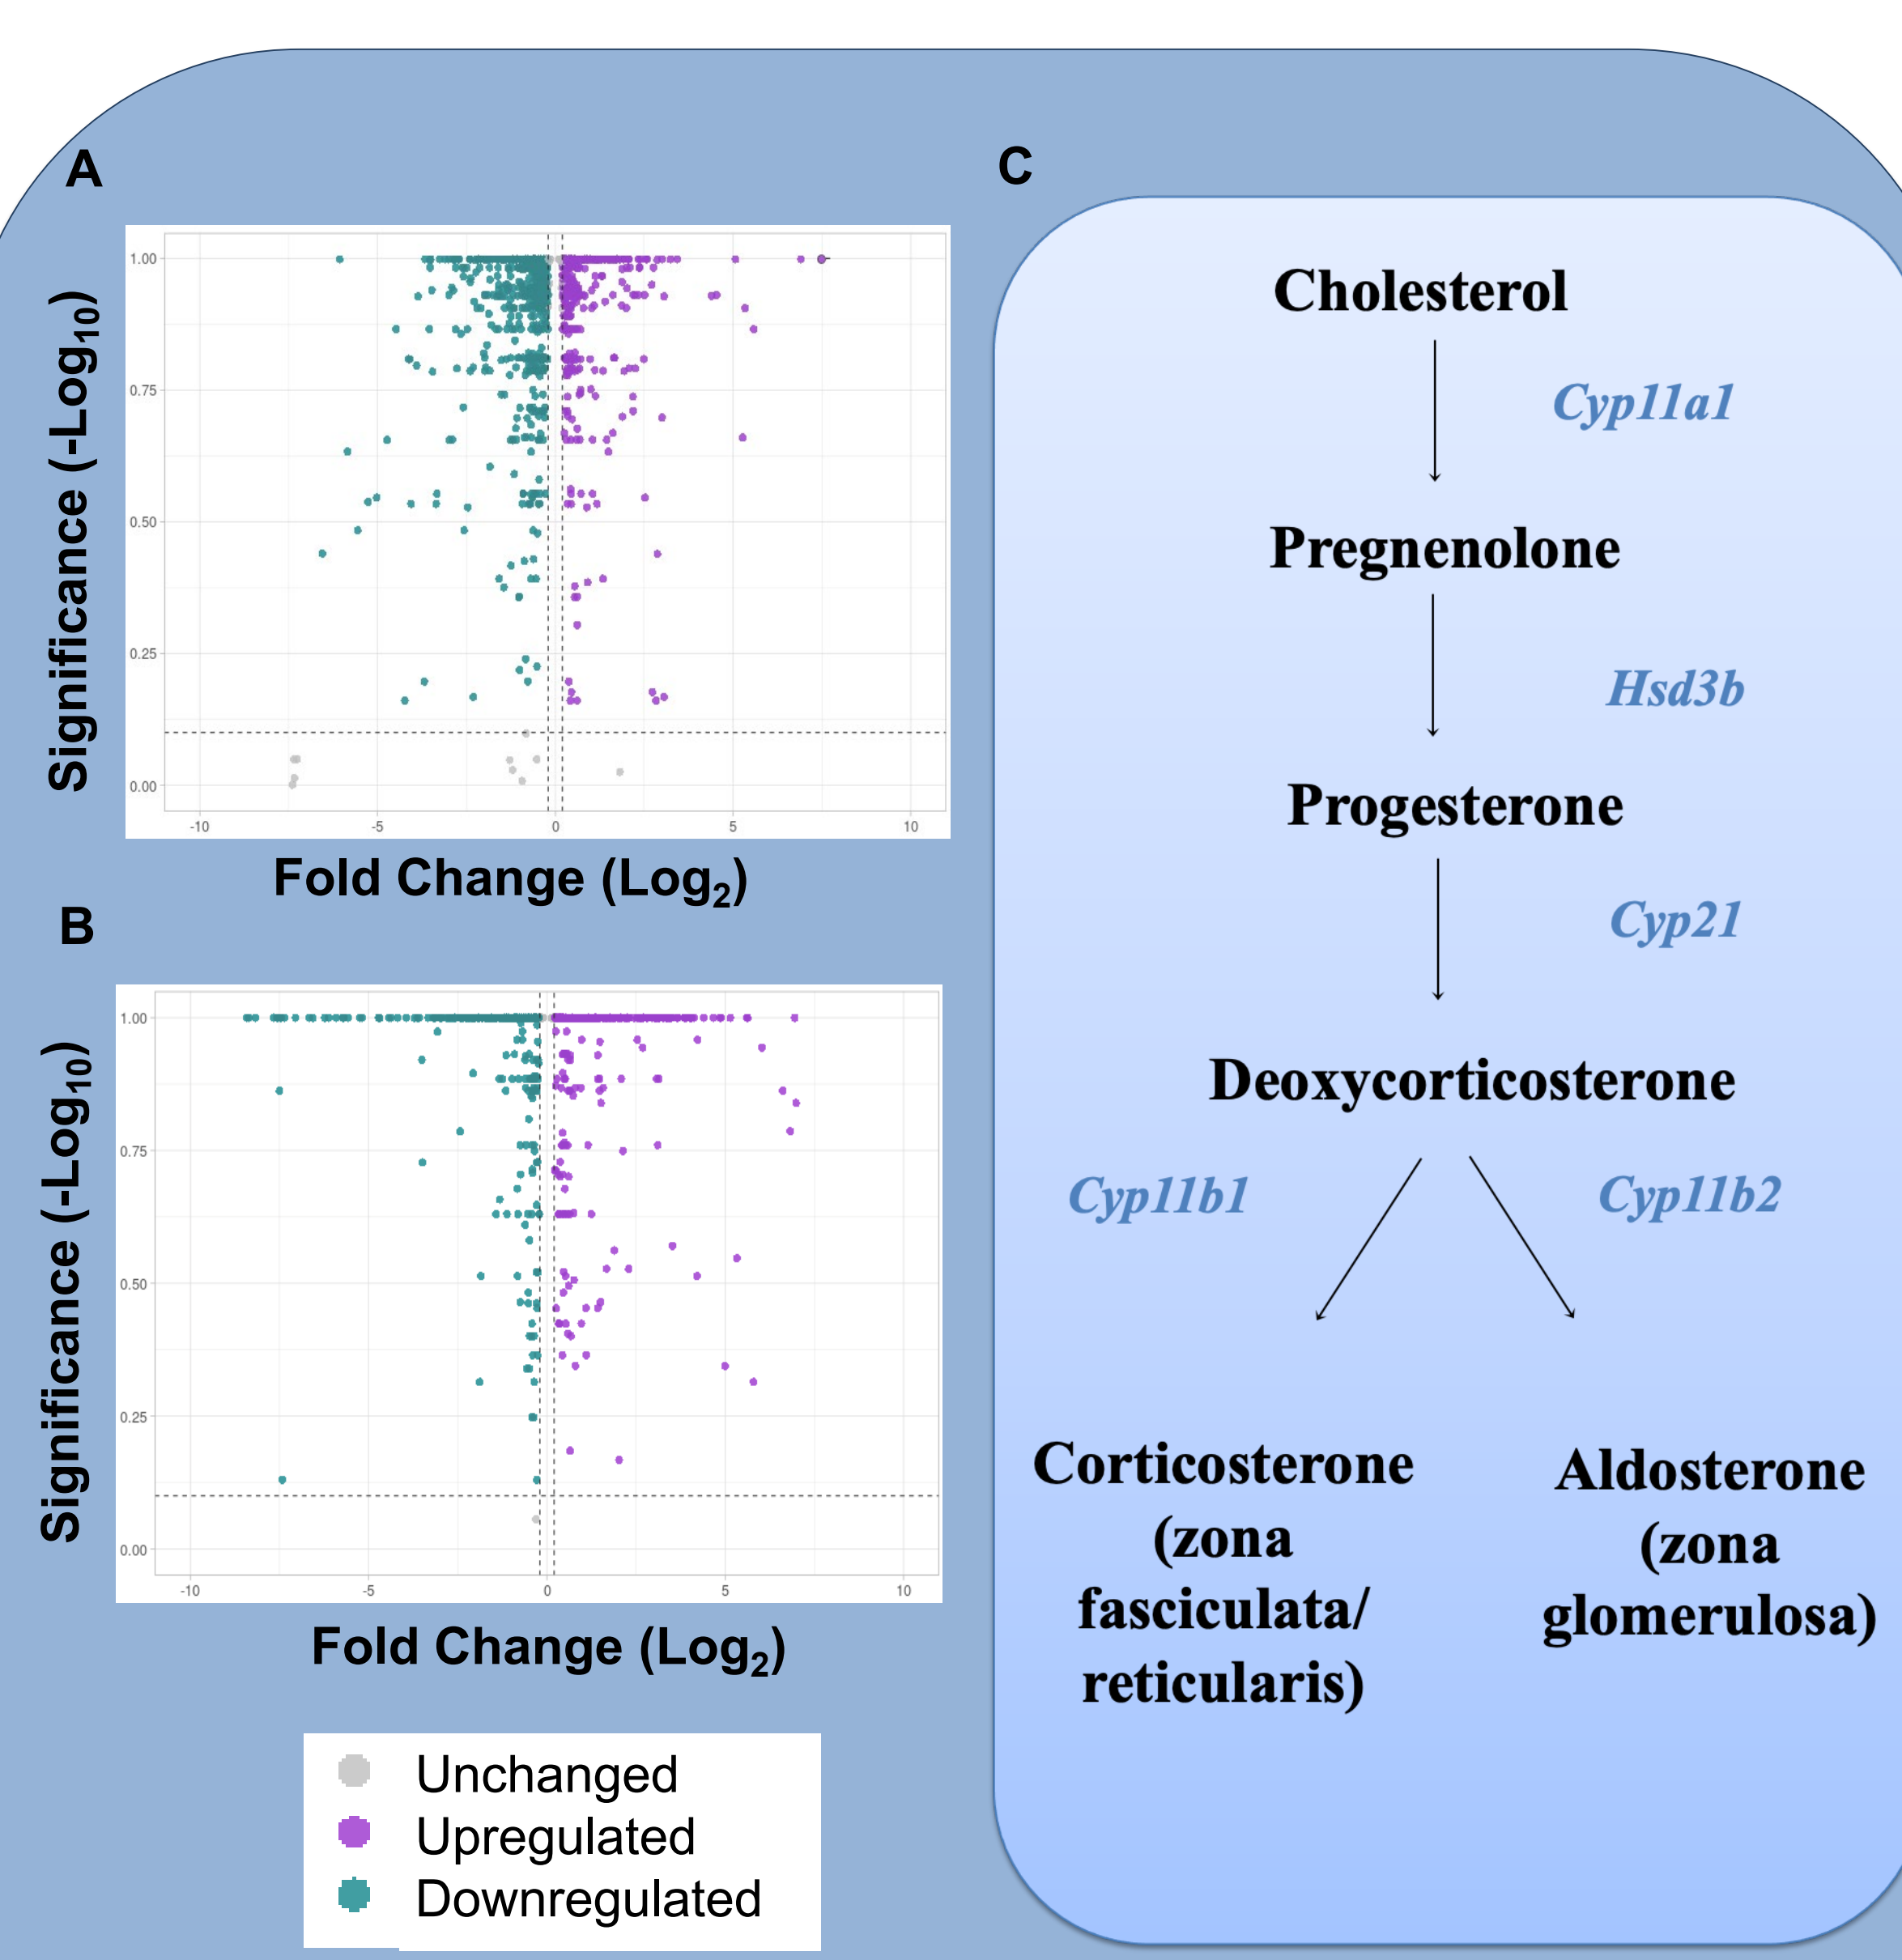 A
1.00
0.75
0.50
0.25
0.00
-10 -5 0 5 10
Significance (-Log10)
Fold Change (Log2)
B
1.00
0.75
0.50
0.25
0.00
-10 -5 0 5 10
Significance (-Log10)
Fold Change (Log2)
Unchanged
Upregulated
Downregulated
C
Cholesterol
Cyp11a1
Pregnenolone
Hsd3b
Progesterone
Cyp21
Deoxycorticosterone
Cyp11b1 Cyp11b2
Corticosterone
(zona
fasciculata/
reticularis)
Aldosterone
(zona
glomerulosa)